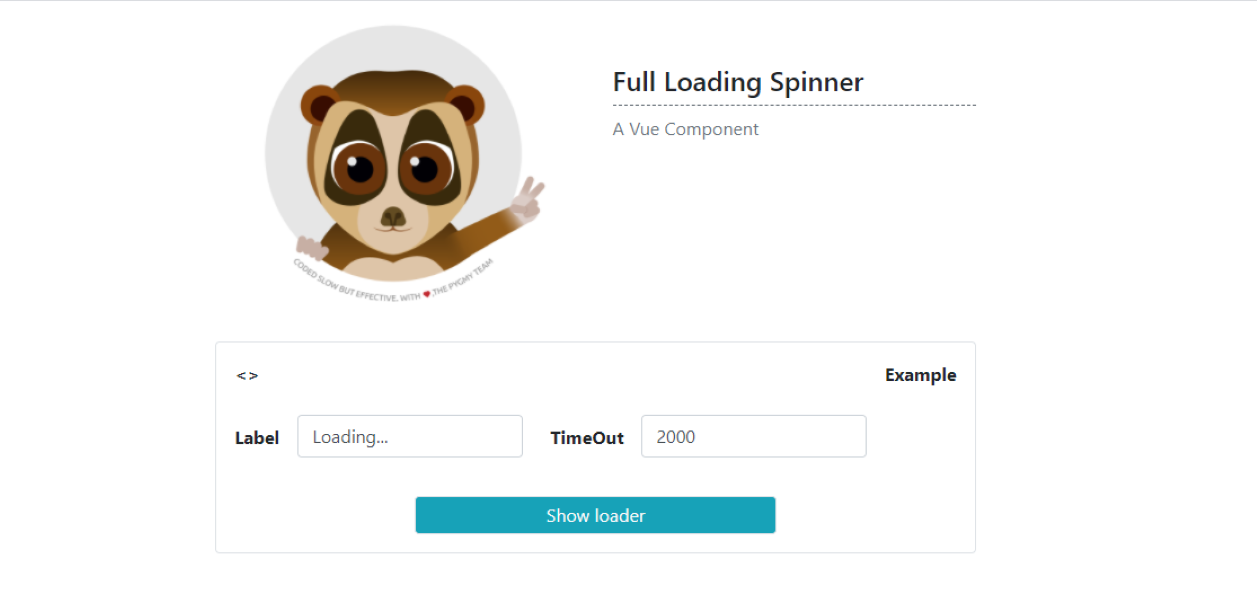 CODED SLOW BUT EFFECTIVE. WITH ❤ THE PYGMY TEAM
Full Loading Spinner
A Vue Component
<> Example
Label Loading... TimeOut 2000
Show loader